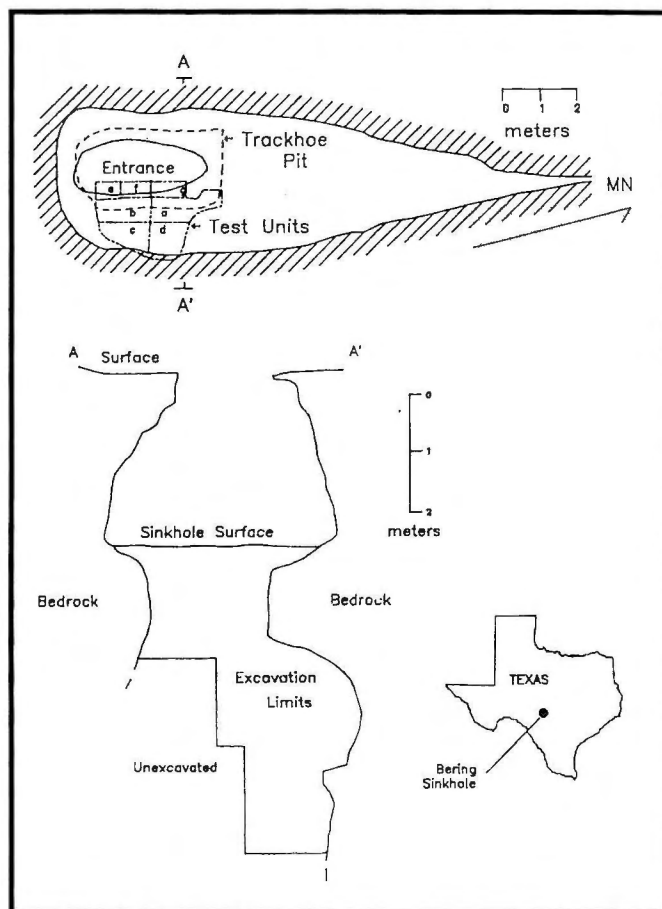 A
0 1 2
meters
Trackhoe
Pit
Entrance
MN
e f g
b a
c d
Test Units
A'
A Surface A'
0
1
2
meters
Sinkhole Surface
Bedrock Bedrock
Excavation
Limits
Unexcavated
TEXAS
Bering
Sinkhole